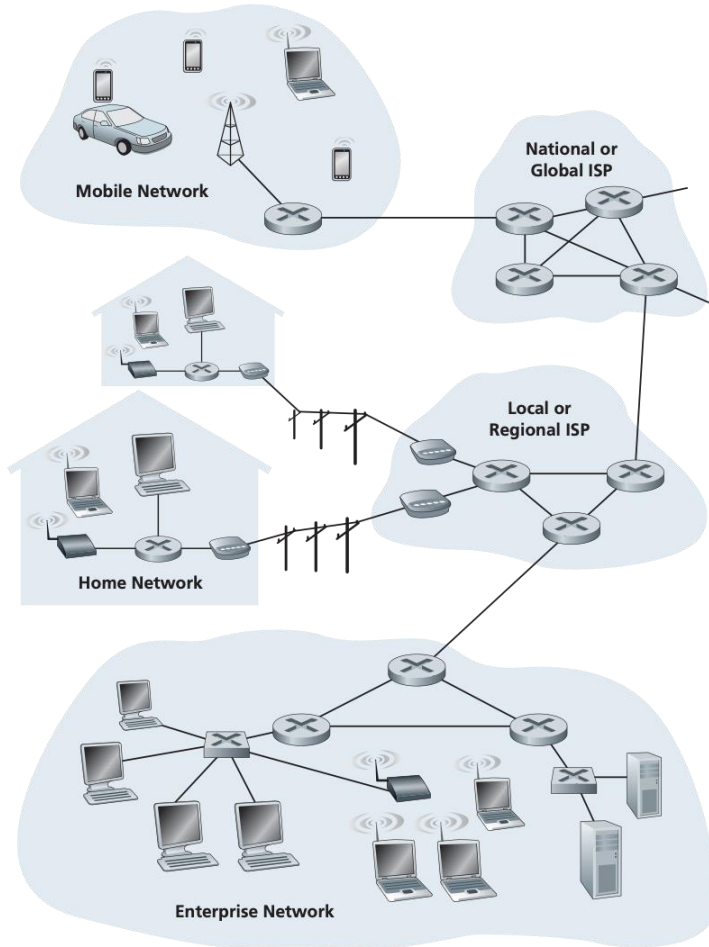 Mobile Network
National or
Global ISP
Local or
Regional ISP
Home Network
Enterprise Network